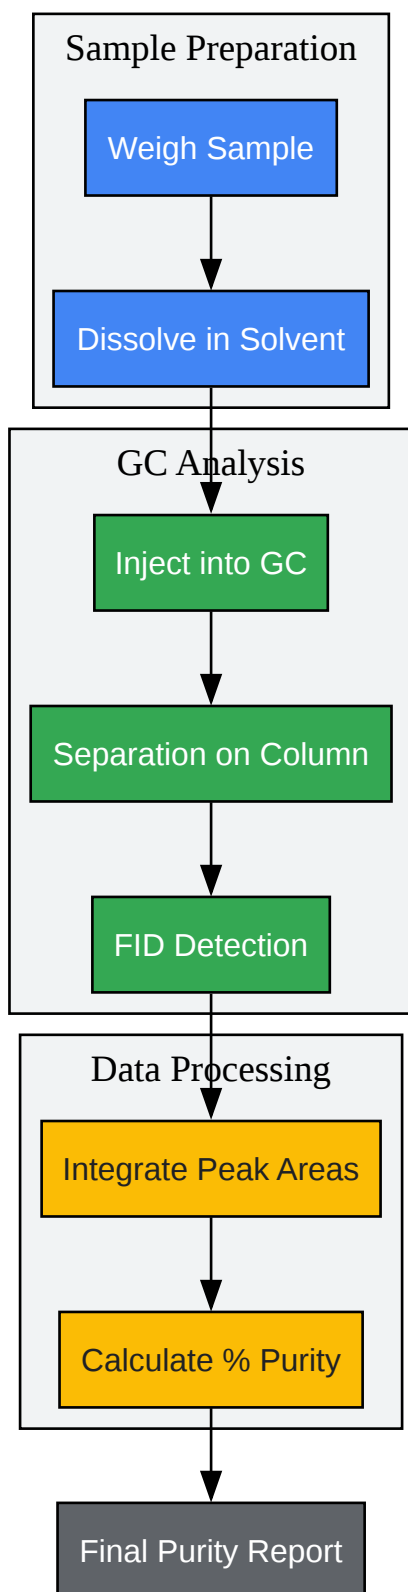 Sample Preparation
Weigh Sample
Dissolve in Solvent
GC Analysis
Inject into GC
Separation on Column
FID Detection
Data Processing
Integrate Peak Areas
Calculate % Purity
Final Purity Report